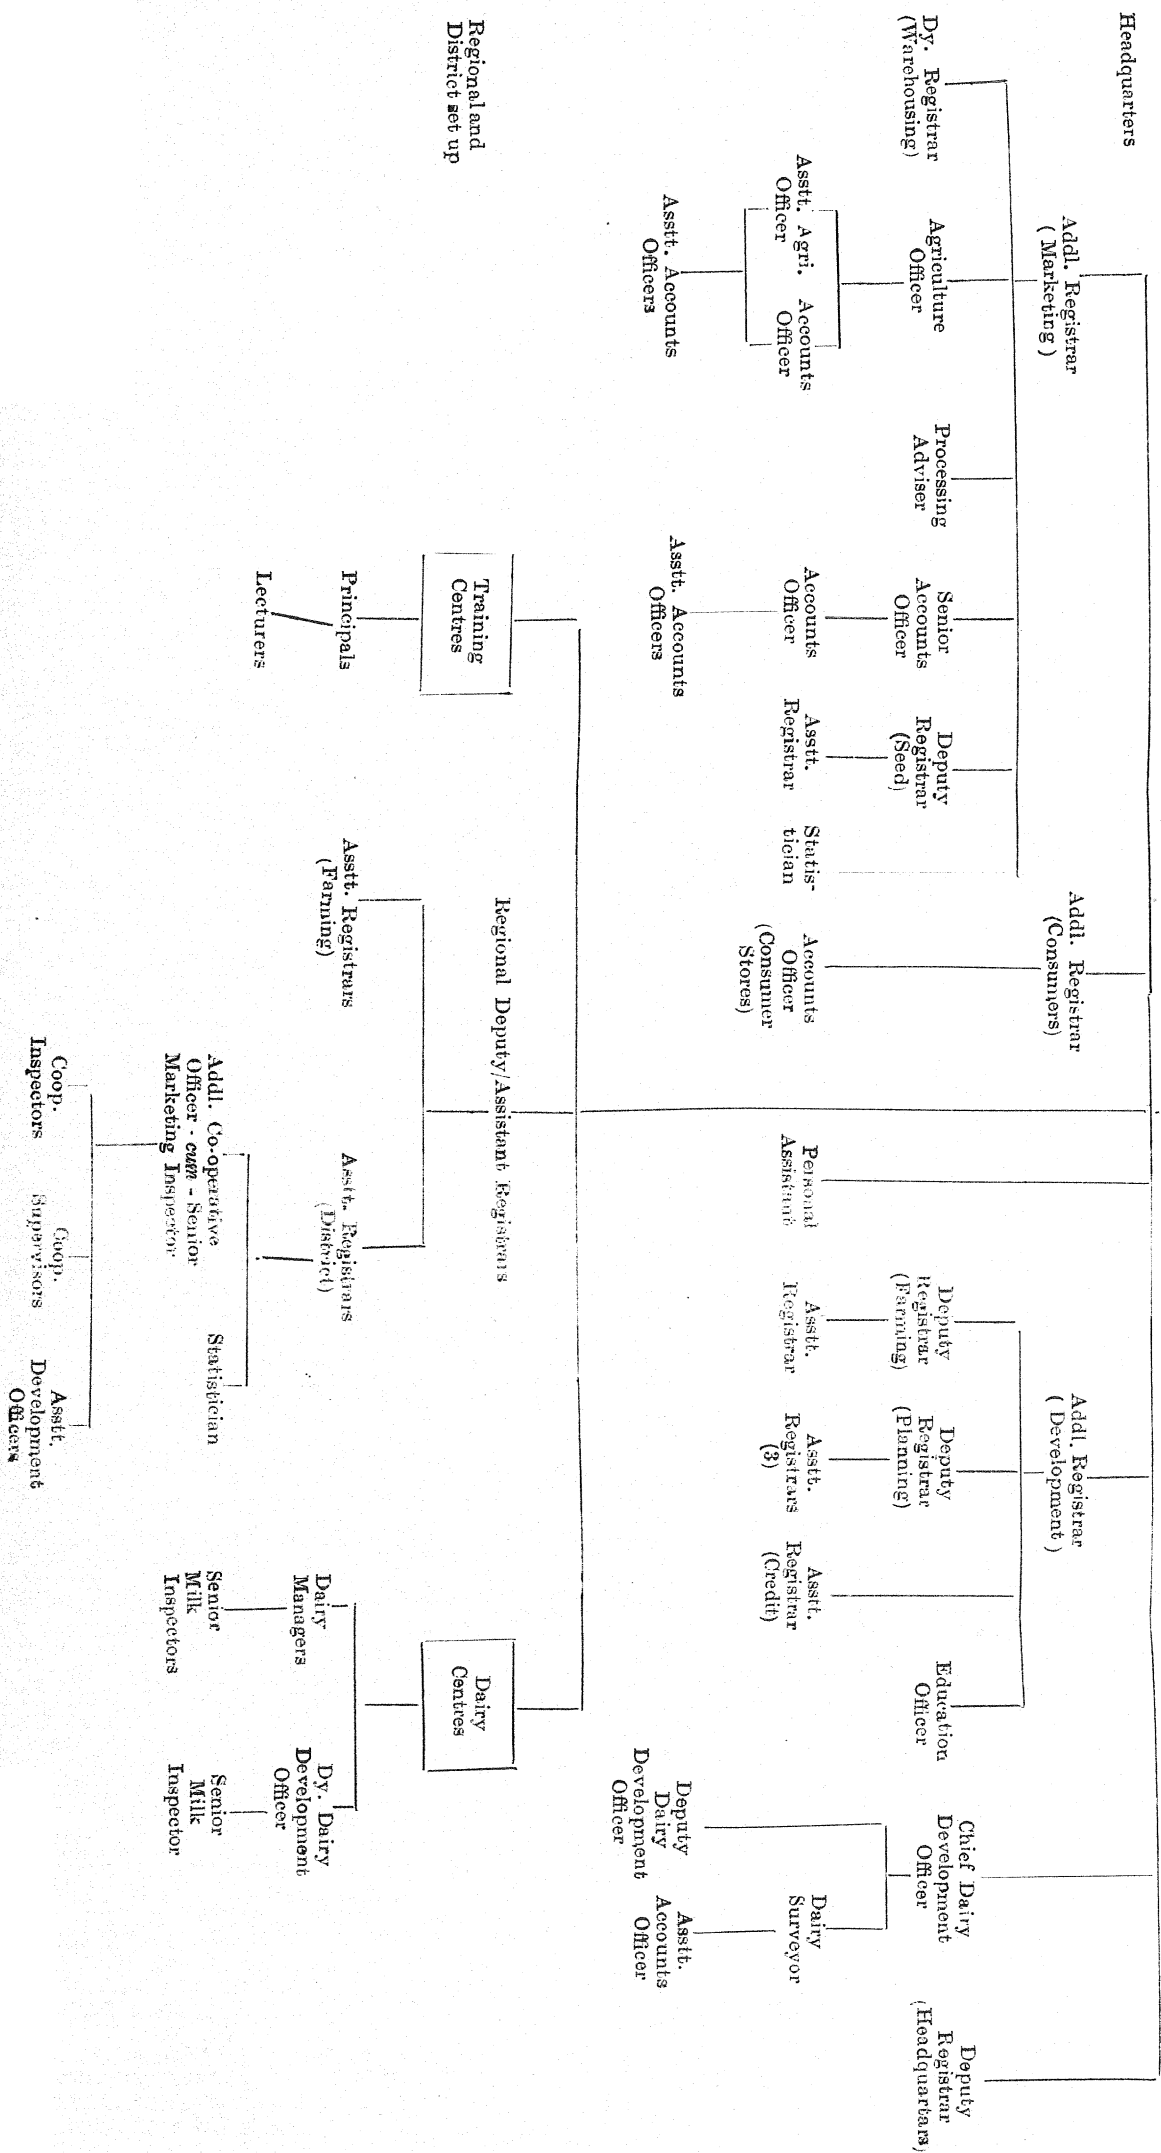 Headquarters
Addl. Registrar
( Marketing )
Addl. Registrar
(Consumers)
Addl. Registrar
( Development )
Dy. Registrar
(Warehousing)
Agriculture
Officer
Processing
Adviser
Senior
Accounts
Officer
Deputy
Registrar
(Seed)
Deputy
Registrar
(Farming)
Deputy
Registrar
(Planning)
Education
Officer
Chief Dairy
Development
Officer
Deputy
Registrar
(Headquartars)
Asstt. Agri.
Officer
Accounts
Officer
Accounts
Officer
Asstt.
Registrar
Statis-
tician
Accounts
Officer
(Consumer
Stores)
Personal
Assistant
Asstt.
Registrar
Asstt.
Registrars
(3)
Asstt.
Registrar
(Credit)
Dairy
Surveyor
Asstt. Accounts
Officers
Asstt. Accounts
Officers
Deputy
Dairy
Development
Officer
Asstt.
Accounts
Officer
Regional and
District set up
Training
Centres
Regional Deputy/Assistant Registrars
Dairy
Centres
Principals
Asstt. Registrars
(Farming)
Asstt. Registrars
(District)
Dairy
Managers
Dy. Dairy
Development
Officer
Lecturers
Addl. Co-operative
Officer - cum - Senior
Marketing Inspector
Statistician
Senior
Milk
Inspectors
Senior
Milk
Inspector
Coop.
Inspectors
Coop.
Supervisors
Asstt.
Development
Officers